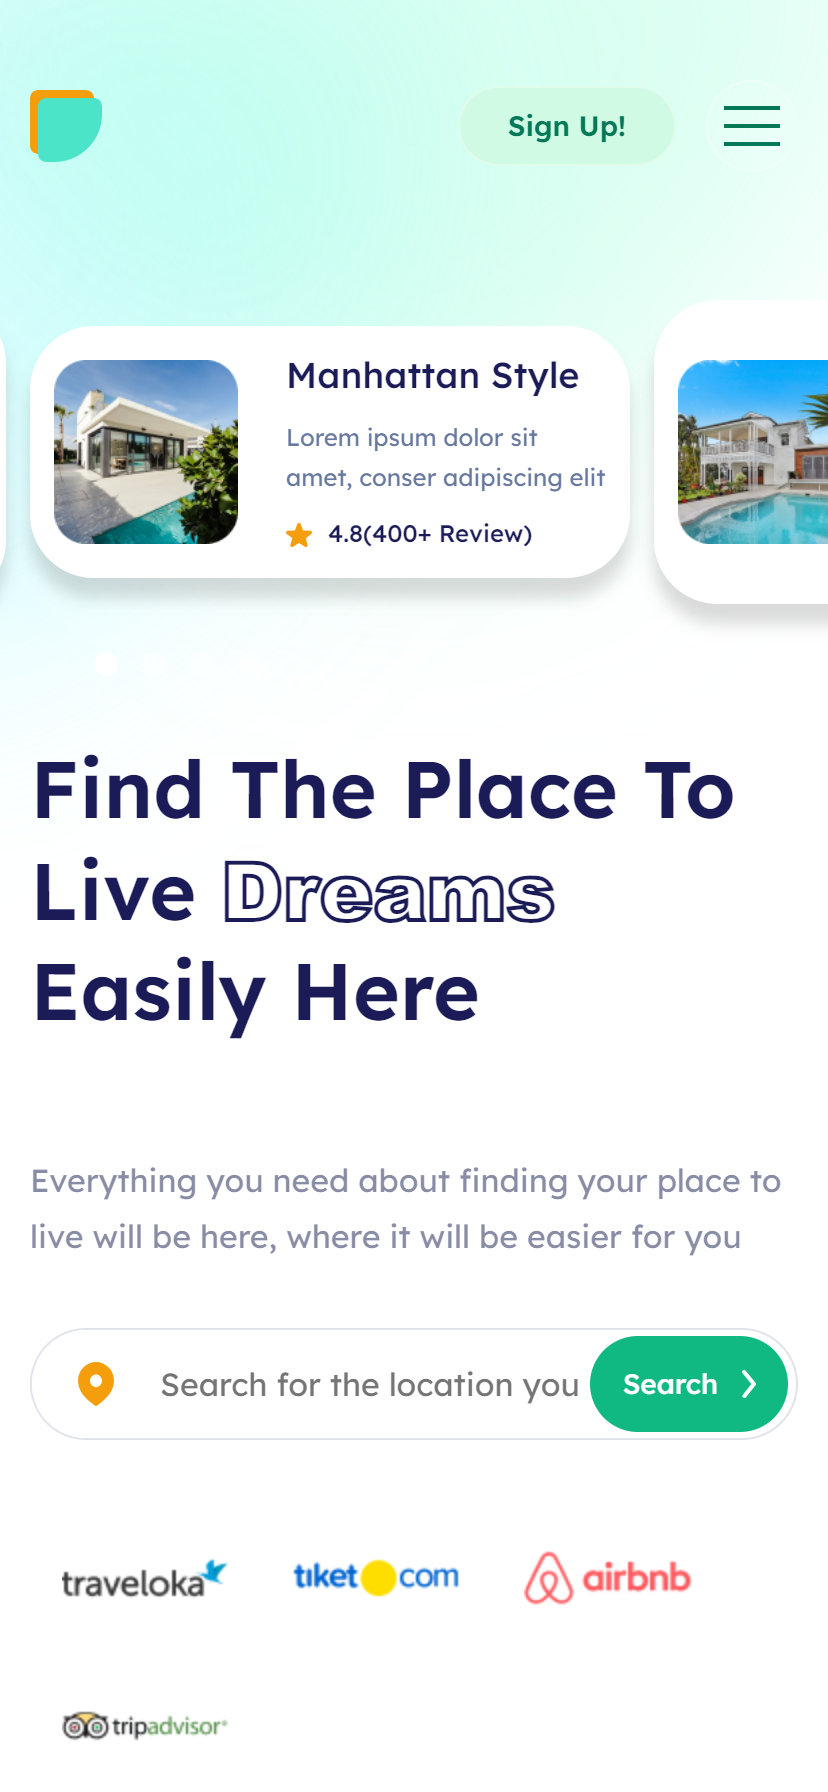 Sign Up!
Manhattan Style
Lorem ipsum dolor sit
amet, conser adipiscing elit
4.8(400+ Review)
Find The Place To
Live Dreams
Easily Here
Everything you need about finding your place to
live will be here, where it will be easier for you
Search for the location you
Search
traveloka
tiket com
airbnb
tripadvisor®